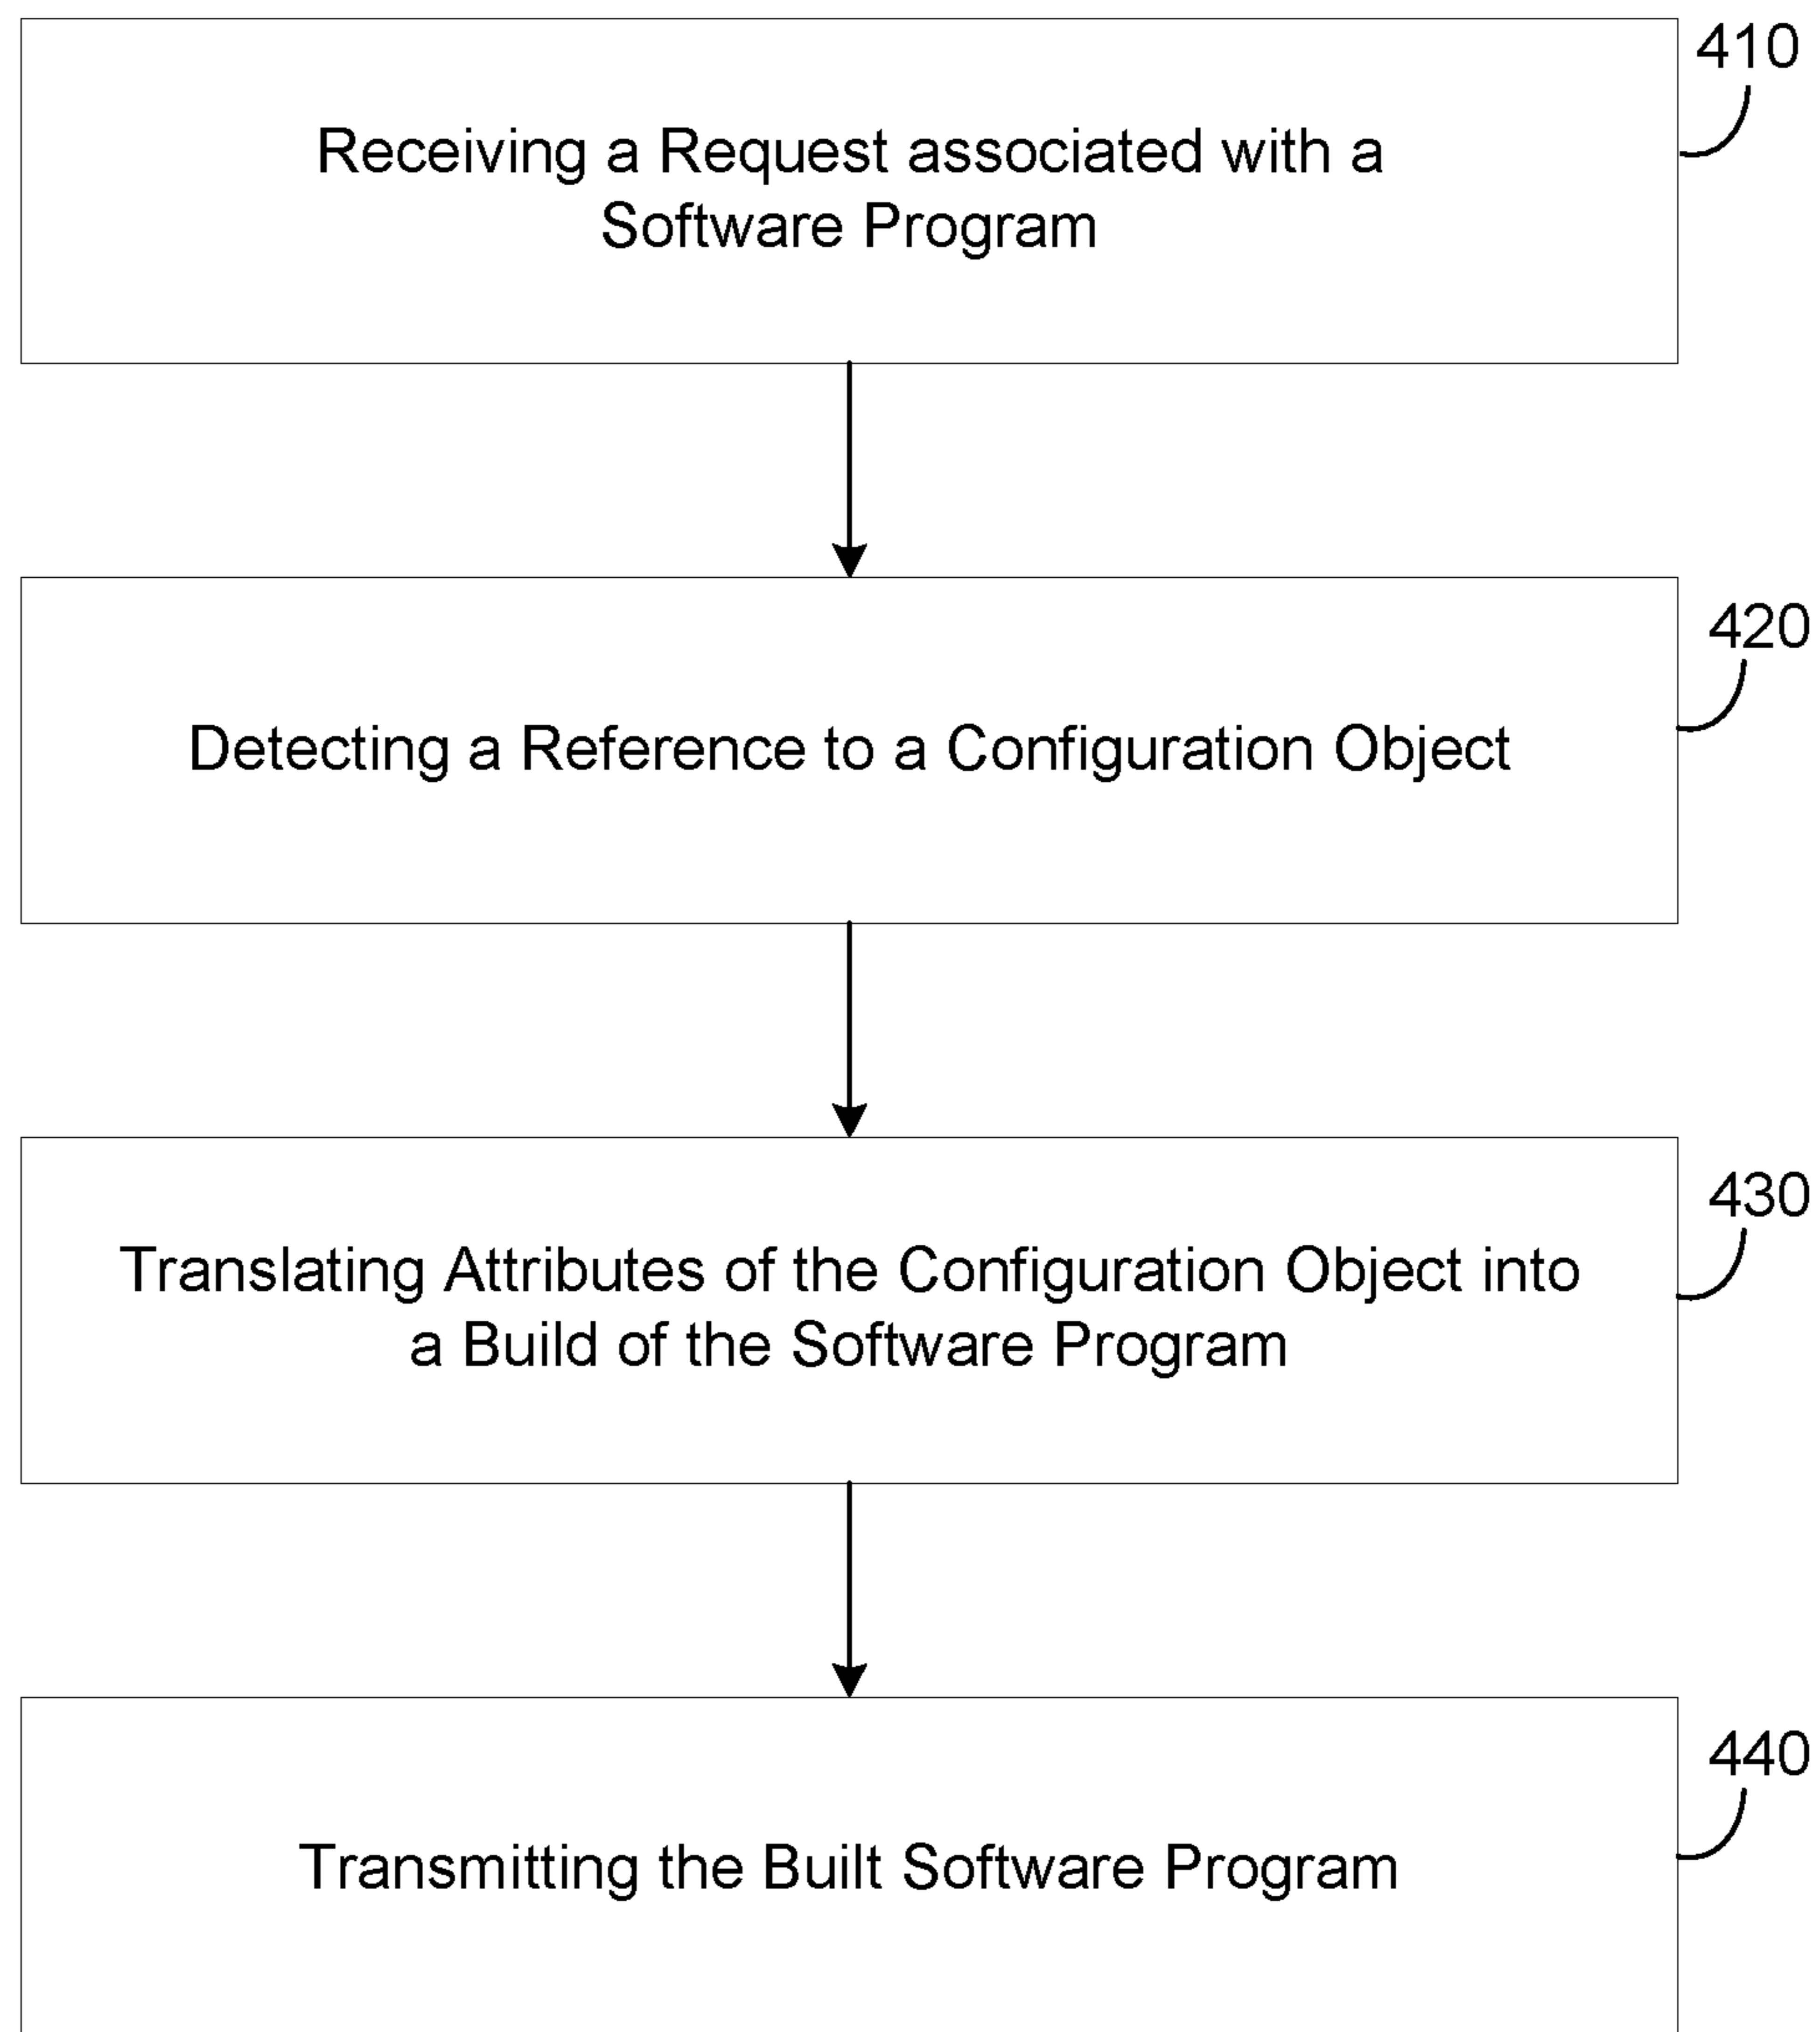 410
Receiving a Request associated with a
Software Program
420
Detecting a Reference to a Configuration Object
430
Translating Attributes of the Configuration Object into
a Build of the Software Program
440
Transmitting the Built Software Program